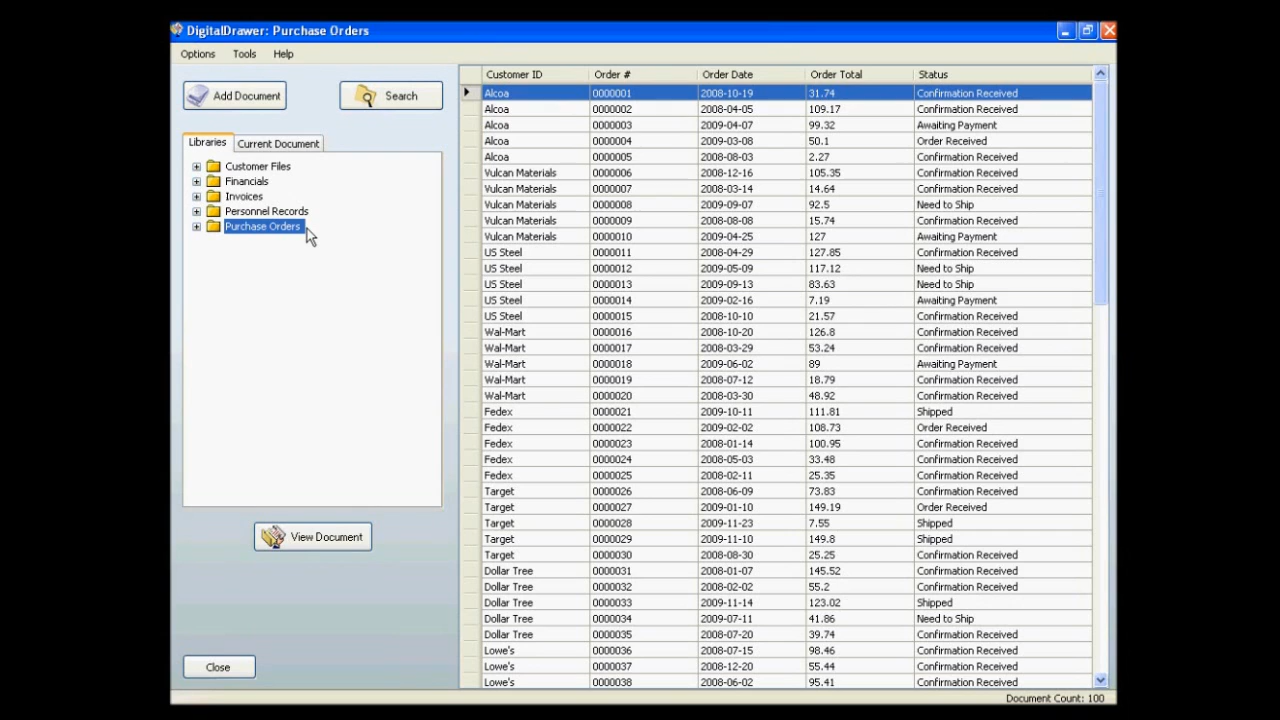 DigitalDrawer: Purchase Orders
Options Tools Help
Add Document Search
Libraries Current Document
Customer Files
Financials
Invoices
Personnel Records
Purchase Orders
View Document
Close
Customer ID Order # Order Date Order Total Status
Alcoa 0000001 2008-10-19 31.74 Confirmation Received
Alcoa 0000002 2008-04-05 109.17 Confirmation Received
Alcoa 0000003 2009-04-07 99.32 Awaiting Payment
Alcoa 0000004 2009-03-08 50.1 Order Received
Alcoa 0000005 2008-08-03 2.27 Confirmation Received
Vulcan Materials 0000006 2008-12-16 105.35 Confirmation Received
Vulcan Materials 0000007 2008-03-14 14.64 Confirmation Received
Vulcan Materials 0000008 2009-09-07 92.5 Need to Ship
Vulcan Materials 0000009 2008-08-08 15.74 Confirmation Received
Vulcan Materials 0000010 2009-04-25 127 Awaiting Payment
US Steel 0000011 2008-04-29 127.85 Confirmation Received
US Steel 0000012 2009-05-09 117.12 Need to Ship
US Steel 0000013 2009-09-13 83.63 Need to Ship
US Steel 0000014 2009-02-16 7.19 Awaiting Payment
US Steel 0000015 2008-10-10 21.57 Confirmation Received
Wal-Mart 0000016 2008-10-20 126.8 Confirmation Received
Wal-Mart 0000017 2008-03-29 53.24 Confirmation Received
Wal-Mart 0000018 2009-06-02 89 Awaiting Payment
Wal-Mart 0000019 2008-07-12 18.79 Confirmation Received
Wal-Mart 0000020 2008-03-30 48.92 Confirmation Received
Fedex 0000021 2009-10-11 111.81 Shipped
Fedex 0000022 2009-02-02 108.73 Order Received
Fedex 0000023 2008-01-14 100.95 Confirmation Received
Fedex 0000024 2008-05-03 33.48 Confirmation Received
Fedex 0000025 2008-02-11 25.35 Confirmation Received
Target 0000026 2008-06-09 73.83 Confirmation Received
Target 0000027 2009-01-10 149.19 Order Received
Target 0000028 2009-11-23 7.55 Shipped
Target 0000029 2009-11-10 149.8 Shipped
Target 0000030 2008-08-30 25.25 Confirmation Received
Dollar Tree 0000031 2008-01-07 145.52 Confirmation Received
Dollar Tree 0000032 2008-02-02 55.2 Confirmation Received
Dollar Tree 0000033 2009-11-14 123.02 Shipped
Dollar Tree 0000034 2009-07-11 41.86 Need to Ship
Dollar Tree 0000035 2008-07-20 39.74 Confirmation Received
Lowe's 0000036 2008-07-15 98.46 Confirmation Received
Lowe's 0000037 2008-12-20 55.44 Confirmation Received
Lowe's 0000038 2008-06-02 95.41 Confirmation Received
Document Count: 100